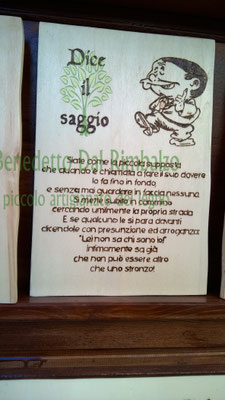 Dice
il
saggio
Benedetto Dal Rimbalzo
piccolo artigiano
Siate come la piccola supposta
che quando è chiamata a fare il suo dovere
lo fa fino in fondo
e senza mai guardare in faccia nessuno.
Si mette subito in cammino
cercando umilmente la propria strada
E se qualcuno le si para davanti
dicendole con presunzione ed arroganza:
"Lei non sa chi sono io!"
intimamente sa già
che non può essere altro
che uno stronzo!